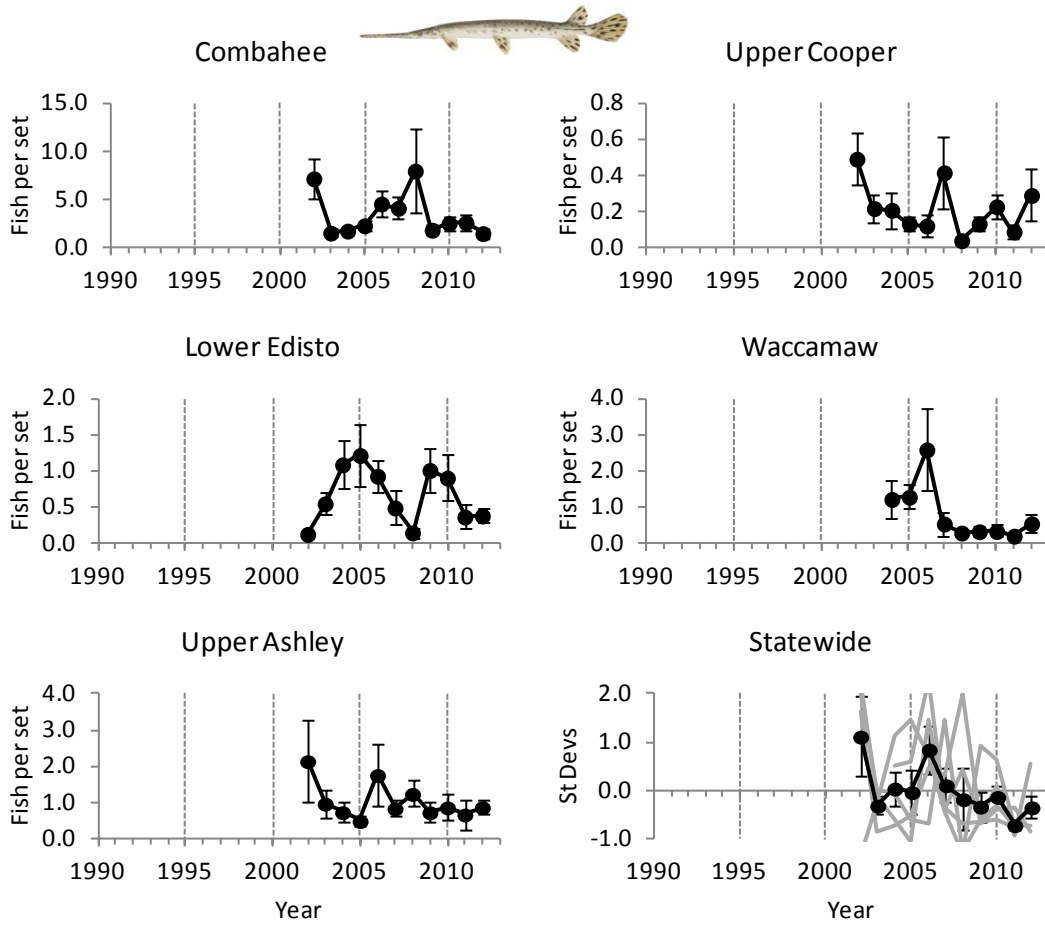 Combahee
Fish per set
15.0
10.0
5.0
0.0
1990 1995 2000 2005 2010
Upper Cooper
Fish per set
0.8
0.6
0.4
0.2
0.0
1990 1995 2000 2005 2010
Lower Edisto
Fish per set
2.0
1.5
1.0
0.5
0.0
1990 1995 2000 2005 2010
Waccamaw
Fish per set
4.0
3.0
2.0
1.0
0.0
1990 1995 2000 2005 2010
Upper Ashley
Fish per set
4.0
3.0
2.0
1.0
0.0
1990 1995 2000 2005 2010
Year
Statewide
St Devs
2.0
1.0
0.0
-1.0
1990 1995 2000 2005 2010
Year